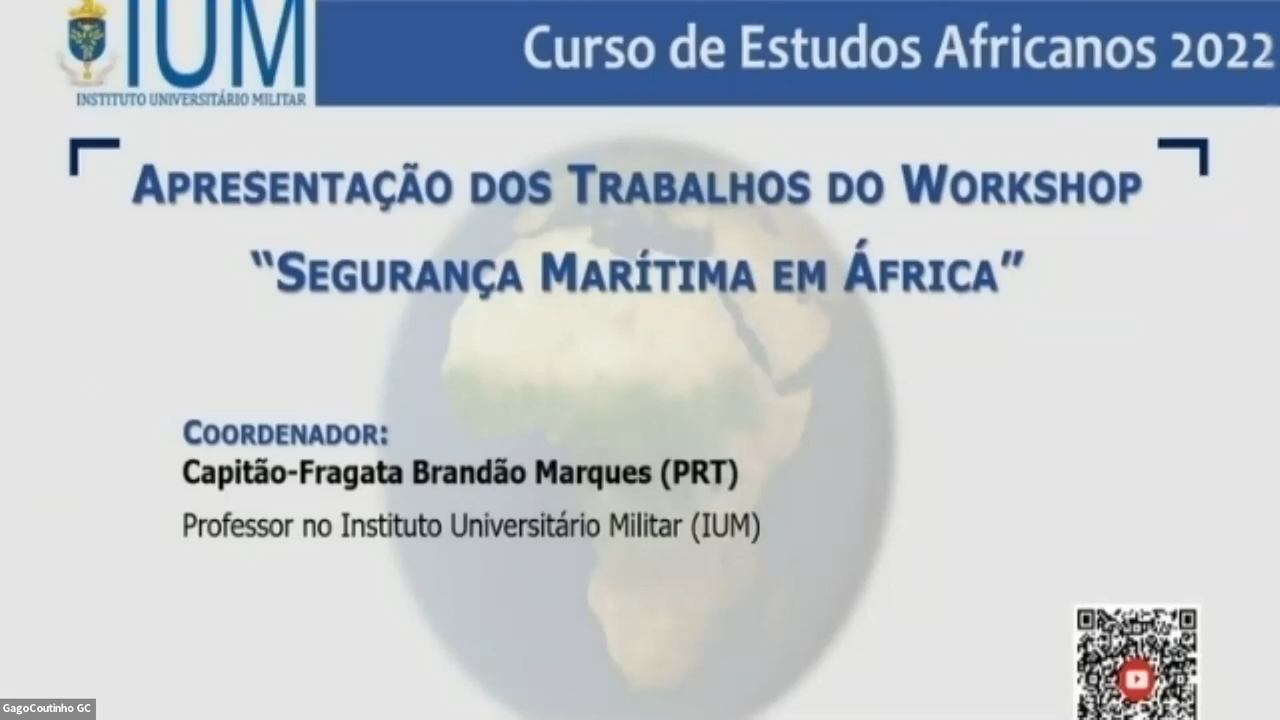 IUM
INSTITUTO UNIVERSITÁRIO MILITAR
Curso de Estudos Africanos 2022
APRESENTAÇÃO DOS TRABALHOS DO WORKSHOP
“SEGURANÇA MARÍTIMA EM ÁFRICA”
COORDENADOR:
Capitão-Fragata Brandão Marques (PRT)
Professor no Instituto Universitário Militar (IUM)
GagoCoutinho GC